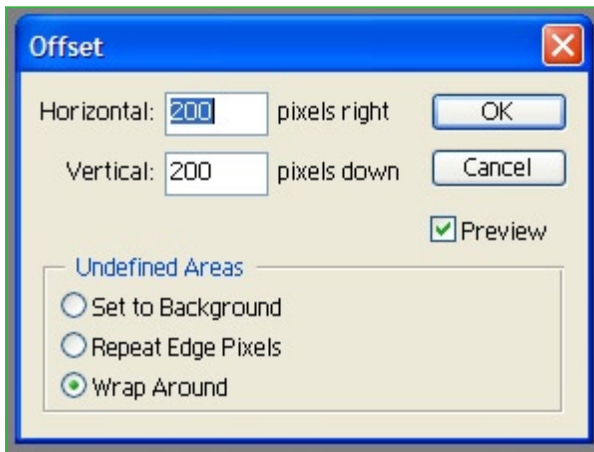 Offset
Horizontal: 200 pixels right OK
Vertical: 200 pixels down Cancel
Preview
Undefined Areas
Set to Background
Repeat Edge Pixels
Wrap Around